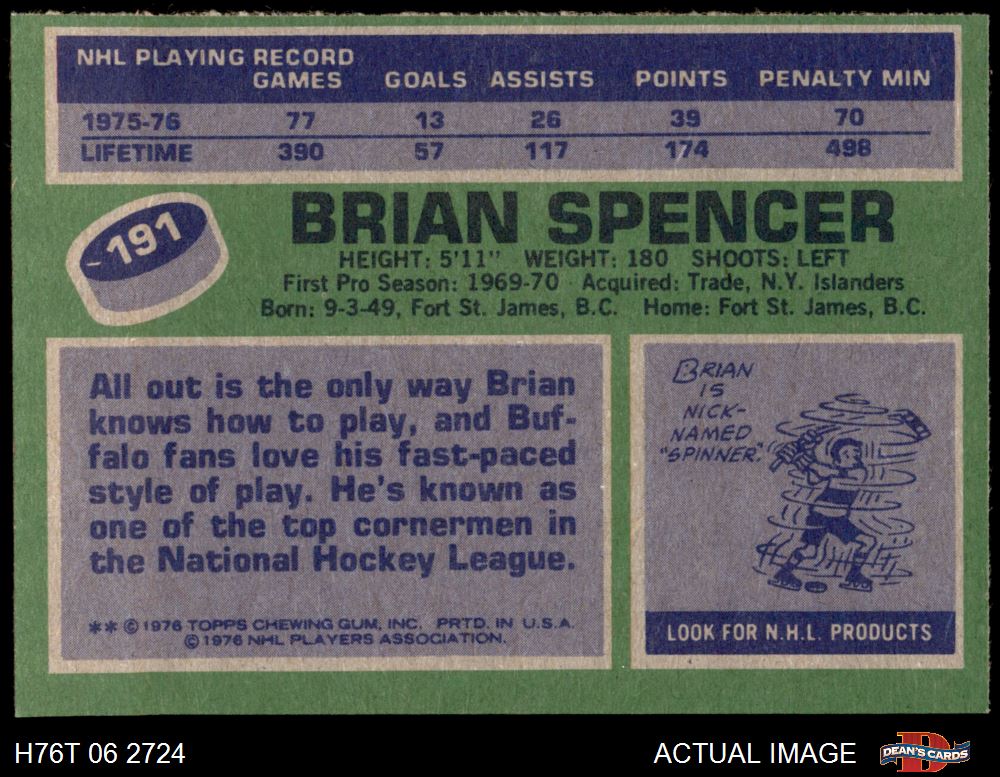 NHL PLAYING RECORD
GAMES GOALS ASSISTS POINTS PENALTY MIN
1975-76 77 13 26 39 70
LIFETIME 390 57 117 174 498
191
BRIAN SPENCER
HEIGHT: 5'11" WEIGHT: 180 SHOOTS: LEFT
First Pro Season: 1969-70 Acquired: Trade, N.Y. Islanders
Born: 9-3-49, Fort St. James, B.C. Home: Fort St. James, B.C.
All out is the only way Brian
knows how to play, and Buf-
falo fans love his fast-paced
style of play. He's known as
one of the top cornermen in
the National Hockey League.
** © 1976 TOPPS CHEWING GUM, INC. PRTD. IN U.S.A.
© 1976 NHL PLAYERS ASSOCIATION.
BRIAN
IS
NICK-
NAMED
"SPINNER."
LOOK FOR N.H.L. PRODUCTS
H76T 06 2724
ACTUAL IMAGE
D
DEAN'S CARDS